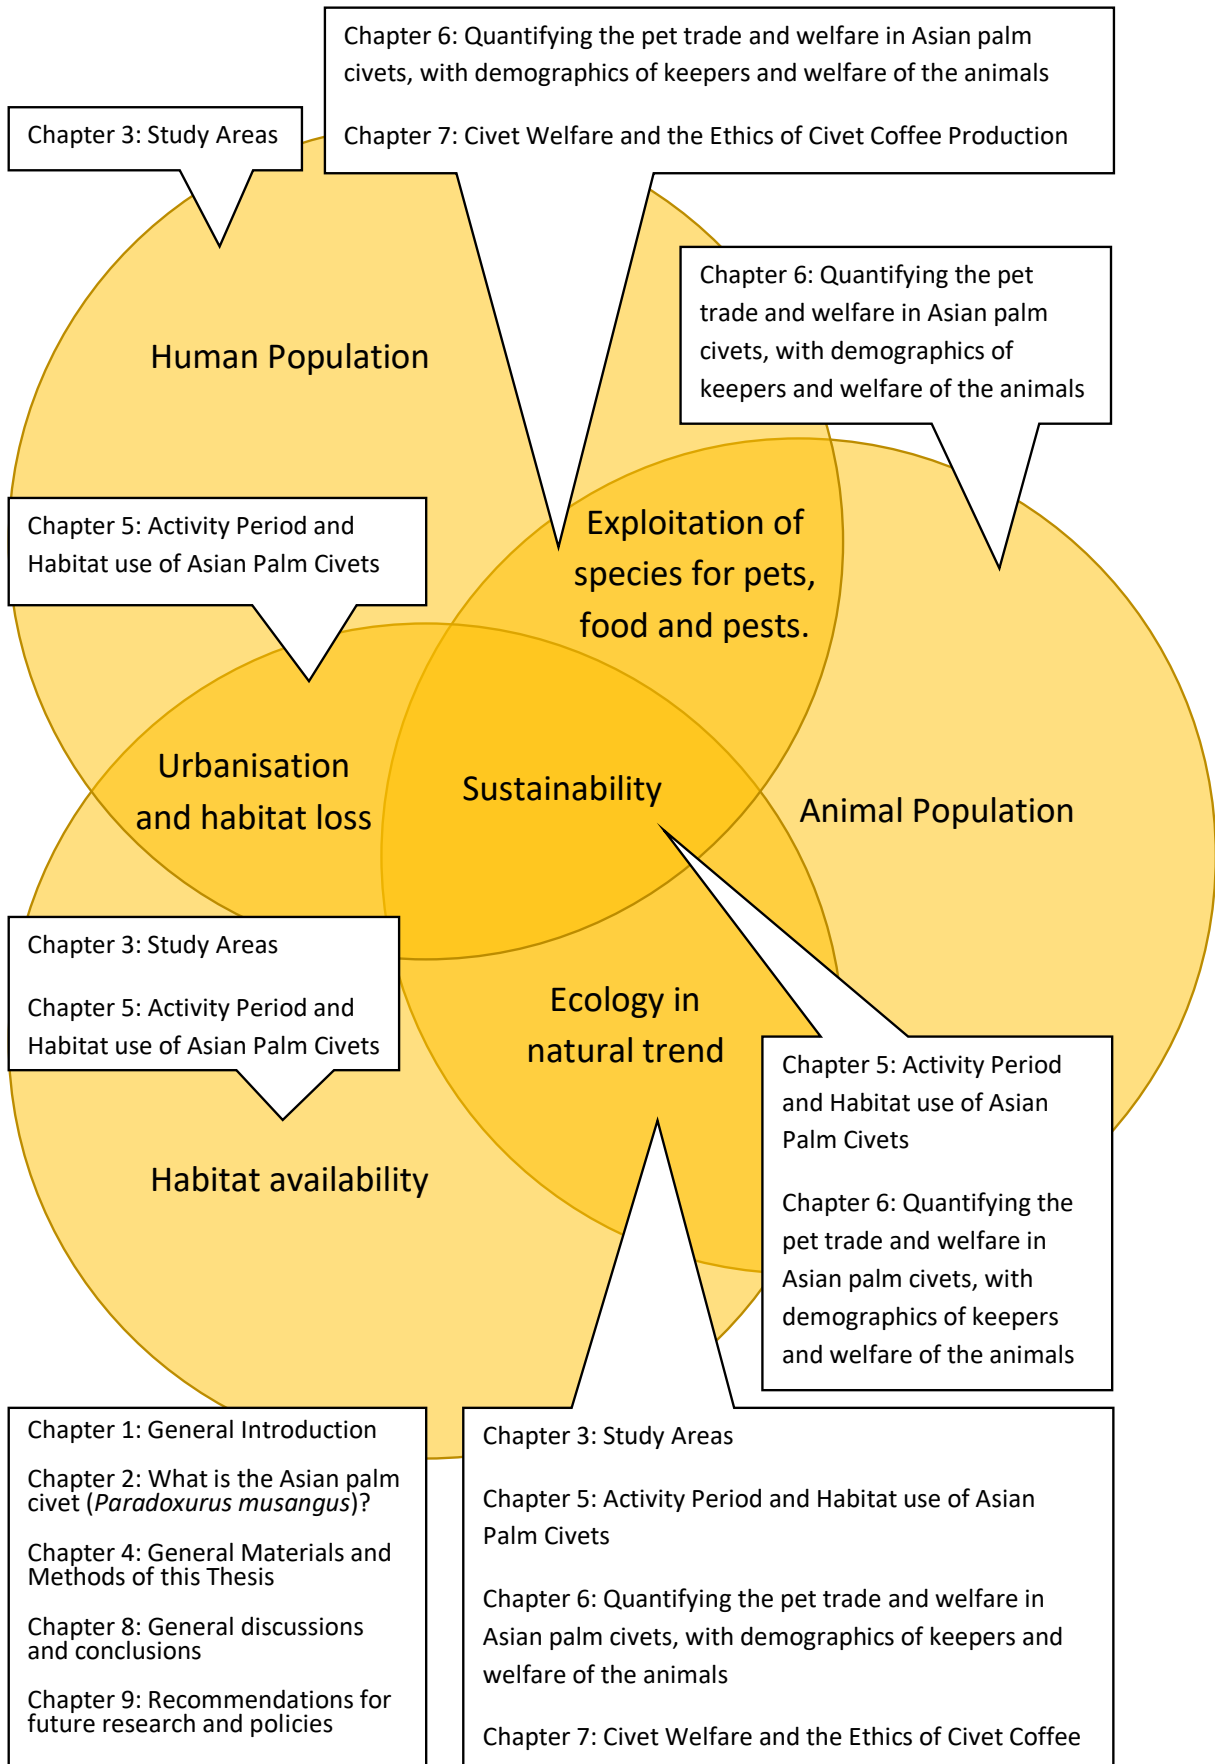 Chapter 6: Quantifying the pet trade and welfare in Asian palm
civets, with demographics of keepers and welfare of the animals
Chapter 7: Civet Welfare and the Ethics of Civet Coffee Production
Chapter 3: Study Areas
Chapter 6: Quantifying the pet
trade and welfare in Asian palm
civets, with demographics of
keepers and welfare of the animals
Human Population
Chapter 5: Activity Period and
Habitat use of Asian Palm Civets
Exploitation of
species for pets,
food and pests.
Urbanisation
and habitat loss
Sustainability
Animal Population
Chapter 3: Study Areas
Chapter 5: Activity Period and
Habitat use of Asian Palm Civets
Ecology in
natural trend
Chapter 5: Activity Period
and Habitat use of Asian
Palm Civets
Chapter 6: Quantifying the
pet trade and welfare in
Asian palm civets, with
demographics of keepers
and welfare of the animals
Habitat availability
Chapter 1: General Introduction
Chapter 2: What is the Asian palm
civet (Paradoxurus musangus)?
Chapter 4: General Materials and
Methods of this Thesis
Chapter 8: General discussions
and conclusions
Chapter 9: Recommendations for
future research and policies
Chapter 3: Study Areas
Chapter 5: Activity Period and Habitat use of Asian
Palm Civets
Chapter 6: Quantifying the pet trade and welfare in
Asian palm civets, with demographics of keepers and
welfare of the animals
Chapter 7: Civet Welfare and the Ethics of Civet Coffee